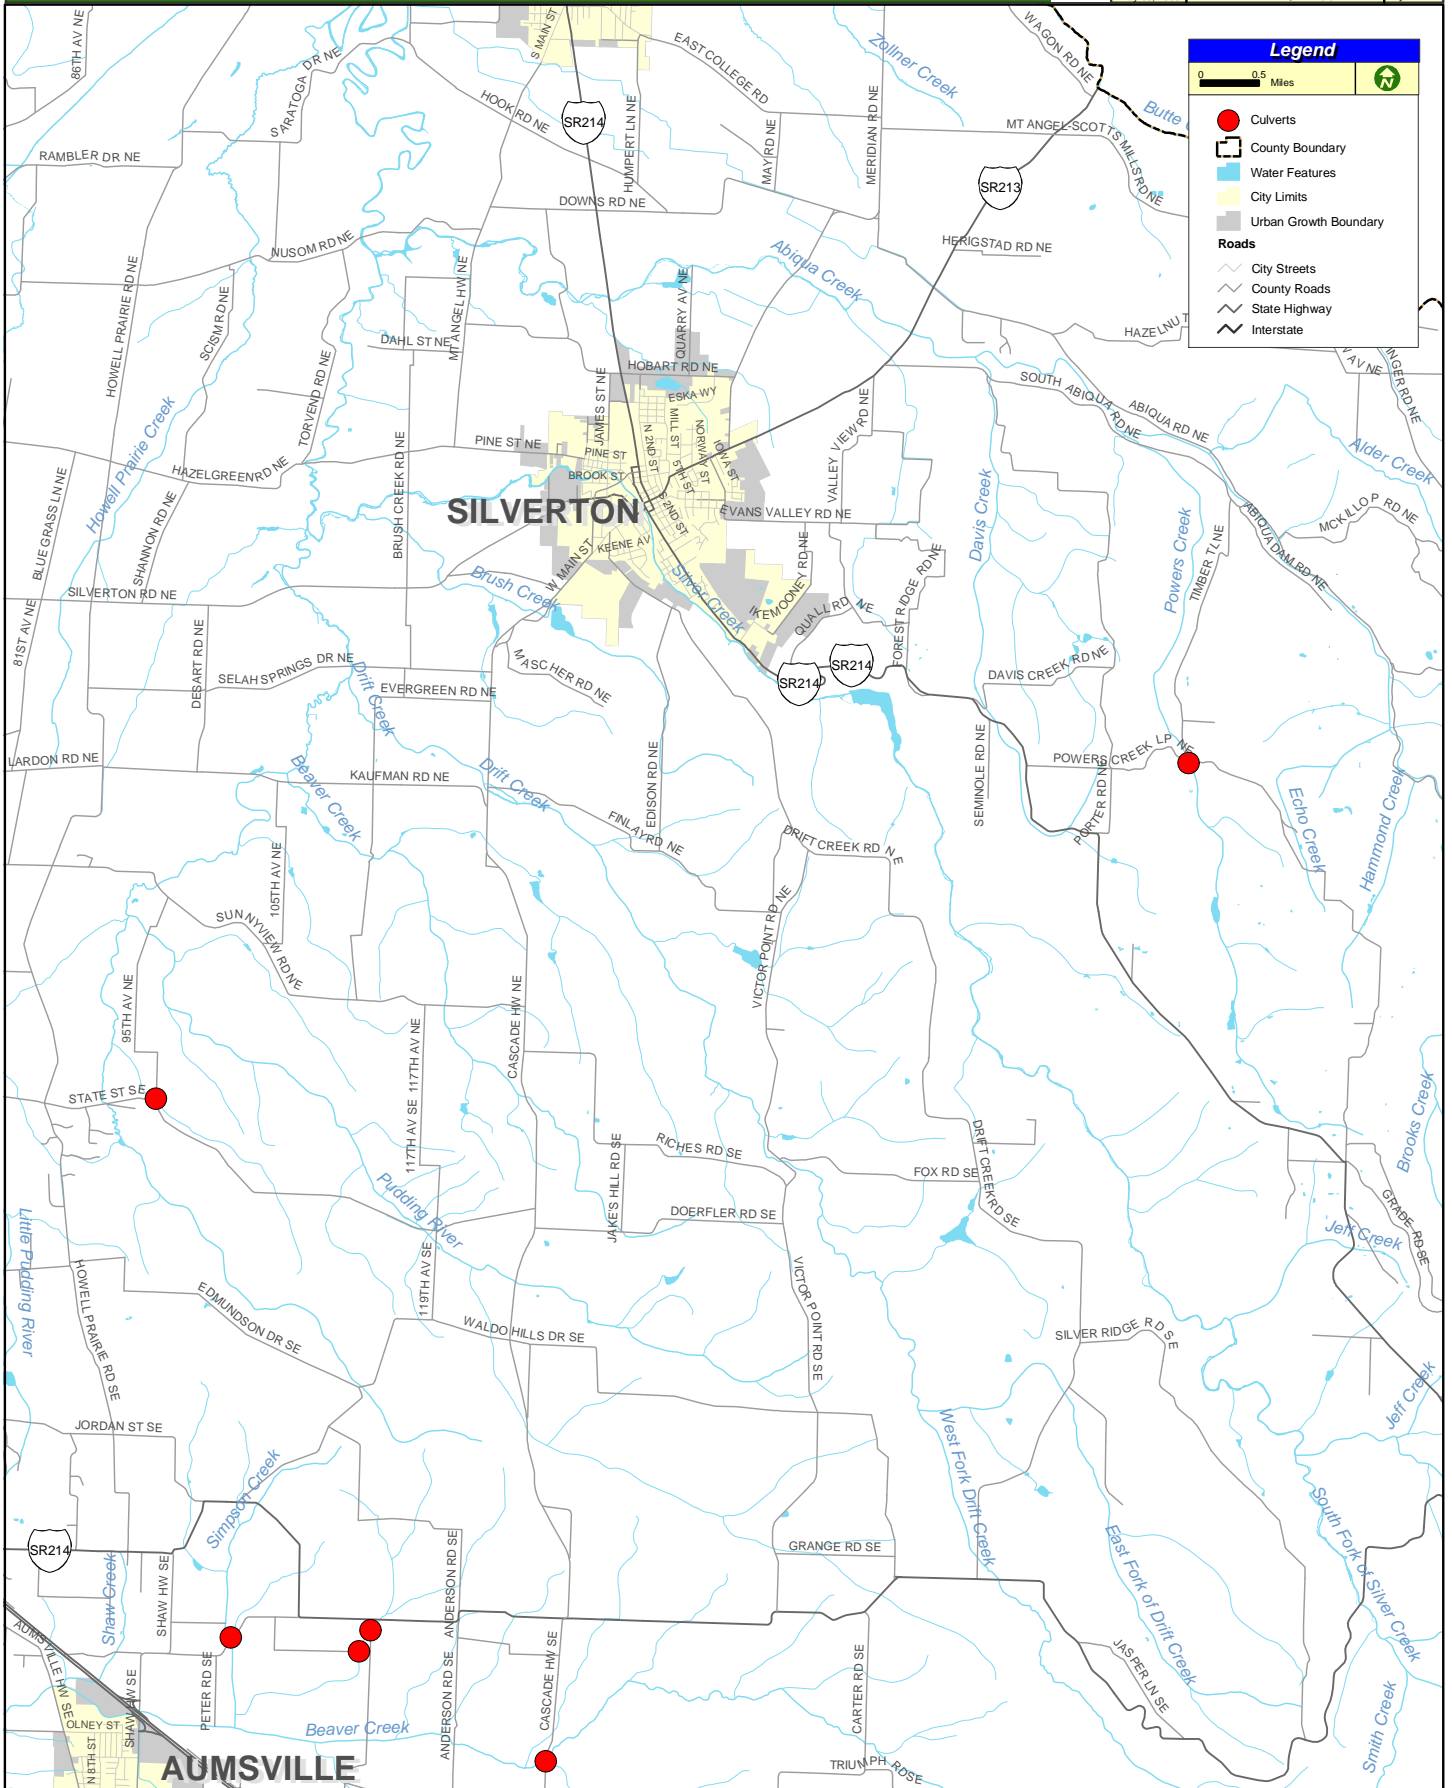 86TH AV NE
S MAIN ST
EAST COLLEGE RD
Zollner Creek
WAGON RD NE
Legend
0 0.5 Miles
N
Culverts
County Boundary
Water Features
City Limits
Urban Growth Boundary
Roads
City Streets
County Roads
State Highway
Interstate
SARATOGA DR NE
HOOK RD NE
SR214
HUMPERT LN NE
MAY RD NE
MERIDIAN RD NE
MT ANGEL-SCOTTS MILLS RD NE
Butte
RAMBLER DR NE
SR213
DOWNS RD NE
NUSOM RD NE
HERIGSTAD RD NE
Abiqua Creek
HOWELL PRAIRIE RD NE
SCISM RD NE
MT ANGEL HW NE
QUARRY AV NE
DAHL ST NE
HAZELNU
TORVEND RD NE
HOBART RD NE
JAMES ST NE
ESKA WY
SOUTH ABIQUA RD NE
ABIQUA RD NE
AV NE
INGER RD NE
Howell Prairie Creek
HAZELGREEN RD NE
BRUSH CREEK RD NE
PINE ST NE
PINE ST
BROOK ST
N 2ND ST
MILL ST
5TH ST
NORWAY ST
IOWA ST
VALLEY VIEW RD NE
Alder Creek
BLUE GRASS LN NE
SHANNON RD NE
SILVERTON
S 2ND ST
EVANS VALLEY RD NE
Davis Creek
Powers Creek
TIMBER TL NE
ABIQUA DAM RD NE
MCKILLOP RD NE
KEENE AV
W MAIN ST
Silver Creek
Brush Creek
IKE MOONEY RD NE
QUALL RD NE
FOREST RIDGE RD NE
SILVERTON RD NE
81ST AV NE
DESART RD NE
SELAH SPRINGS DR NE
Drift Creek
EVERGREEN RD NE
MASCHER RD NE
SR214
SR214
DAVIS CREEK RD NE
LARDON RD NE
KAUFMAN RD NE
Beaver Creek
Drift Creek
EDISON RD NE
FINLAY RD NE
SEMINOLE RD NE
POWERS CREEK LP NE
PORTER RD NE
DRIFT CREEK RD NE
Echo Creek
Hammond Creek
105TH AV NE
SUNNYVIEW RD NE
VICTOR POINT RD NE
95TH AV NE
CASCADE HW NE
117TH AV NE
STATE ST SE
117TH AV SE
Brooks Creek
JAKE'S HILL RD SE
RICHES RD SE
DRIFT CREEK RD SE
FOX RD SE
Pudding River
DOERFLER RD SE
GRADE RD SE
Jeff Creek
Little Pudding River
HOWELL PRAIRIE RD SE
119TH AV SE
EDMUNDSON DR SE
VICTOR POINT RD SE
WALDO HILLS DR SE
SILVER RIDGE RD SE
Jeff Creek
JORDAN ST SE
Simpson Creek
West Fork Drift Creek
South Fork of Silver Creek
SR214
Shaw Creek
SHAW HW SE
ANDERSON RD SE
GRANGE RD SE
East Fork of Drift Creek
AUMSVILLE HW SE
PETER RD SE
ANDERSON RD SE
CASCADE HW SE
CARTER RD SE
JASPER LN SE
Smith Creek
SHAW HW SE
OLNEY ST
N 8TH ST
Beaver Creek
AUMSVILLE
TRIUMPH RD SE